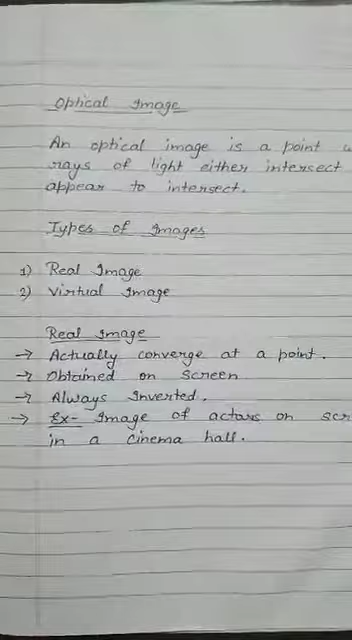 Optical Image
An optical image is a point
rays of light either intersect
appear to intersect.
Types of Images
1) Real Image
2) Virtual Image
Real Image
→ Actually converge at a point.
→ Obtained on Screen
→ Always Inverted.
→ Ex- Image of actars on
in a cinema hall.